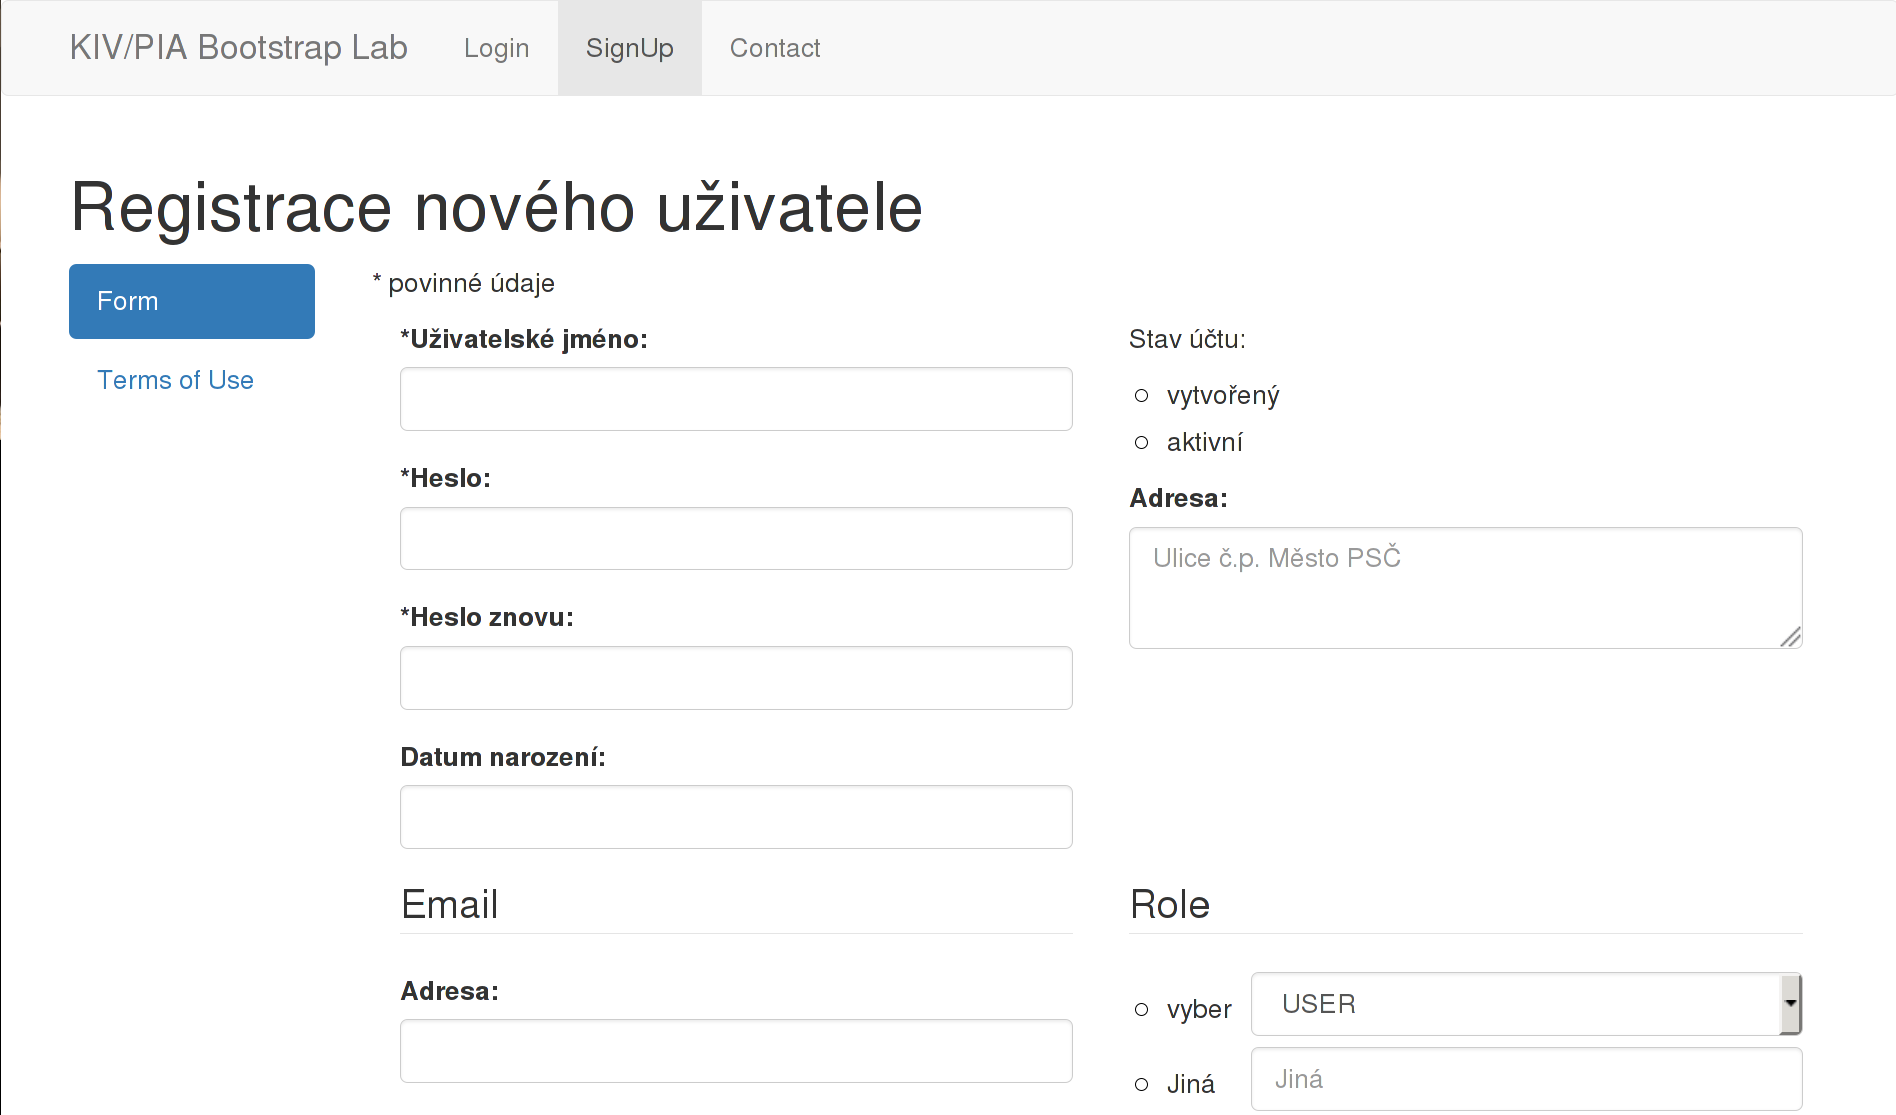 KIV/PIA Bootstrap Lab Login SignUp Contact
Registrace nového uživatele
Form
Terms of Use
* povinné údaje
*Uživatelské jméno:
*Heslo:
*Heslo znovu:
Datum narození:
Stav účtu:
vytvořený
aktivní
Adresa:
Ulice č.p. Město PSČ
Email
Adresa:
Role
vyber USER
Jiná Jiná